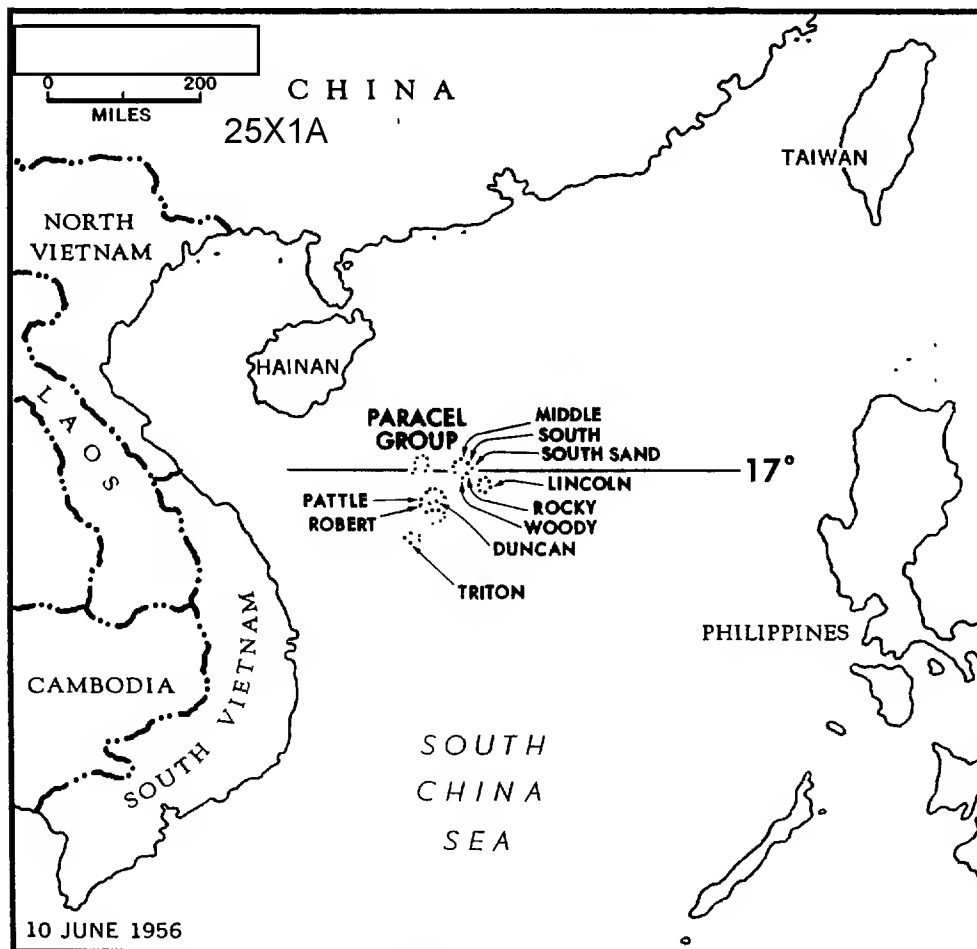 0 200
MILES
CHINA
25X1A
TAIWAN
NORTH
VIETNAM
HAINAN
LAOS
PARACEL
GROUP
MIDDLE
SOUTH
SOUTH SAND
17°
LINCOLN
PATTLE
ROBERT
ROCKY
WOODY
DUNCAN
TRITON
PHILIPPINES
CAMBODIA
SOUTH VIETNAM
SOUTH
CHINA
SEA
10 JUNE 1956